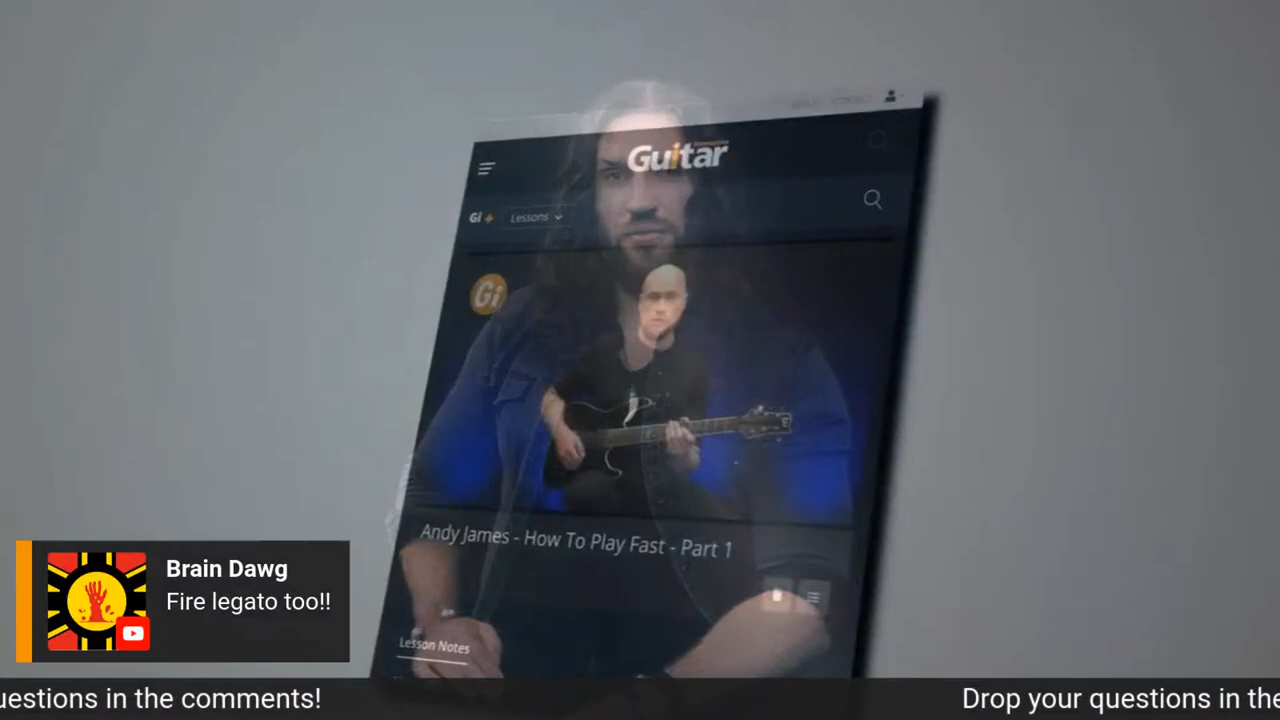 Guitar
Gi+ Lessons
Gi
Andy James - How To Play Fast - Part 1
Lesson Notes
Brain Dawg
Fire legato too!!
uestions in the comments!
Drop your questions in the